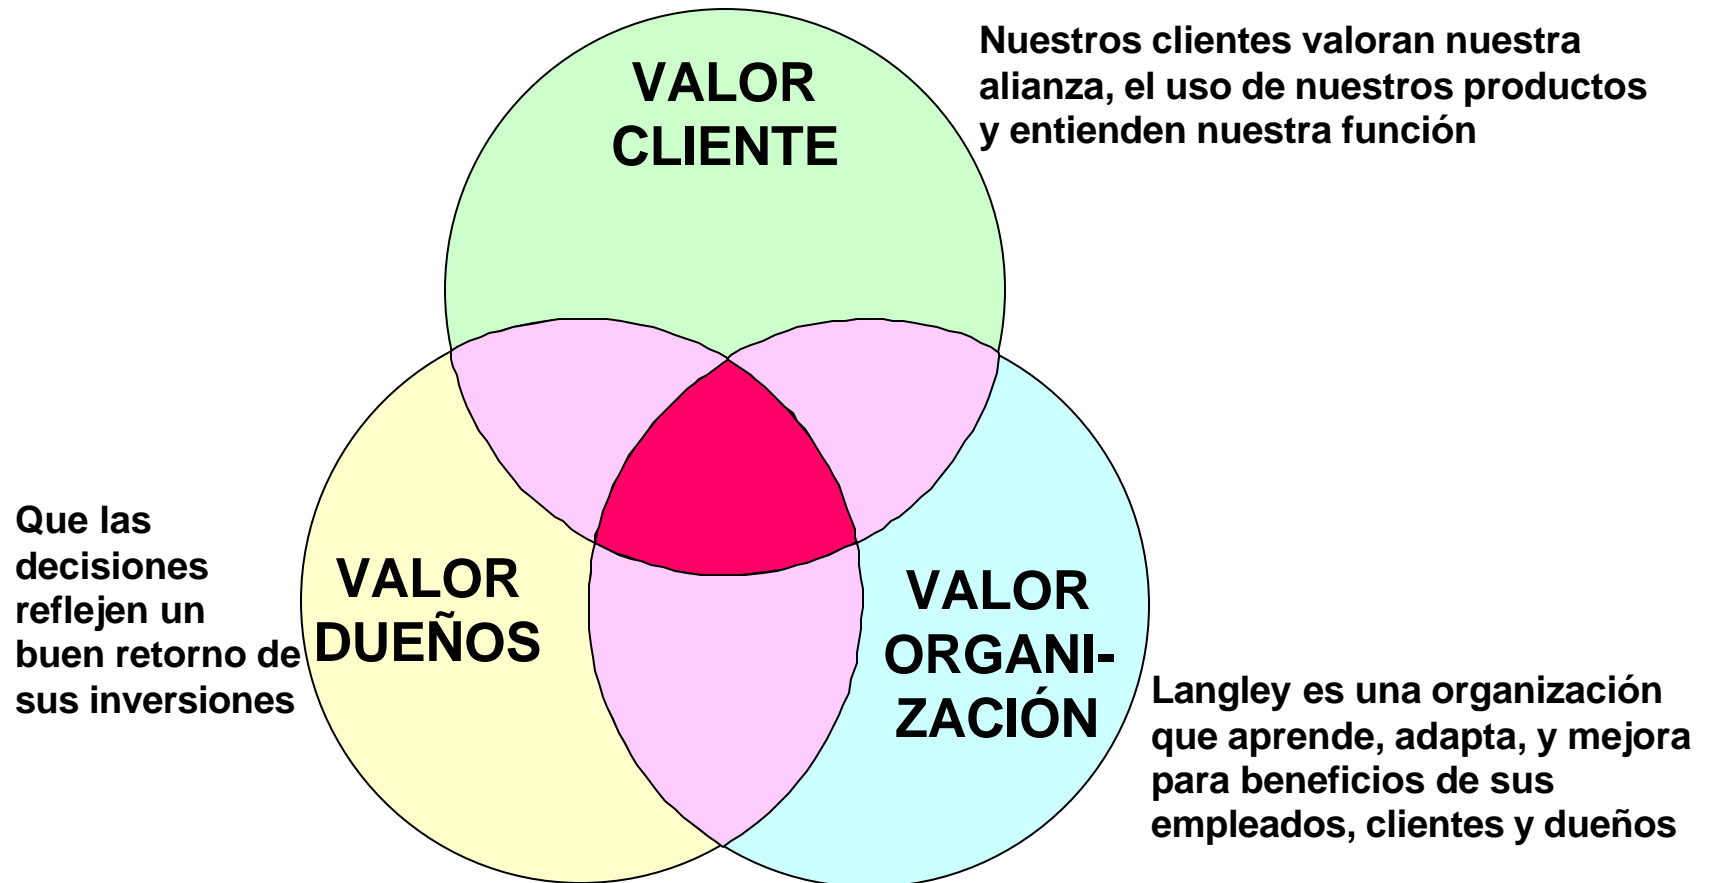 VALOR
CLIENTE
Nuestros clientes valoran nuestra
alianza, el uso de nuestros productos
y entienden nuestra función
Que las
decisiones
reflejen un
buen retorno de
sus inversiones
VALOR
DUEÑOS
VALOR
ORGANI-
ZACIÓN
Langley es una organización
que aprende, adapta, y mejora
para beneficios de sus
empleados, clientes y dueños